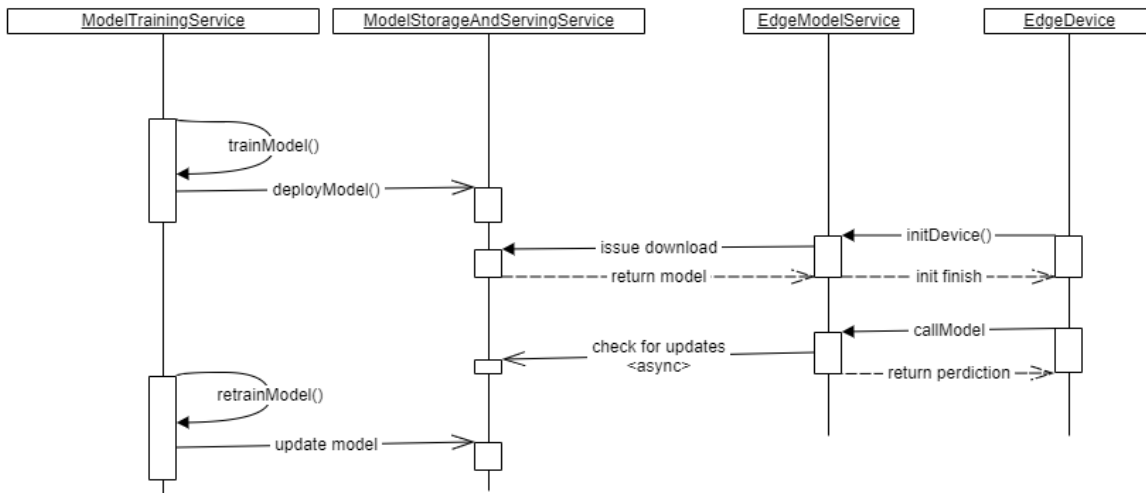 ModelTrainingService
ModelStorageAndServingService
EdgeModelService
EdgeDevice
trainModel()
deployModel()
initDevice()
issue download
return model
init finish
callModel
check for updates
<async>
return perdiction
retrainModel()
update model